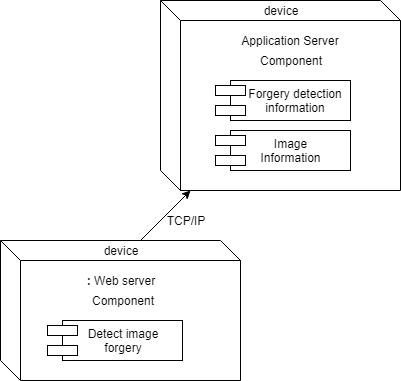 device
Application Server
Component
Forgery detection
information
Image
Information
TCP/IP
device
: Web server
Component
Detect image
forgery